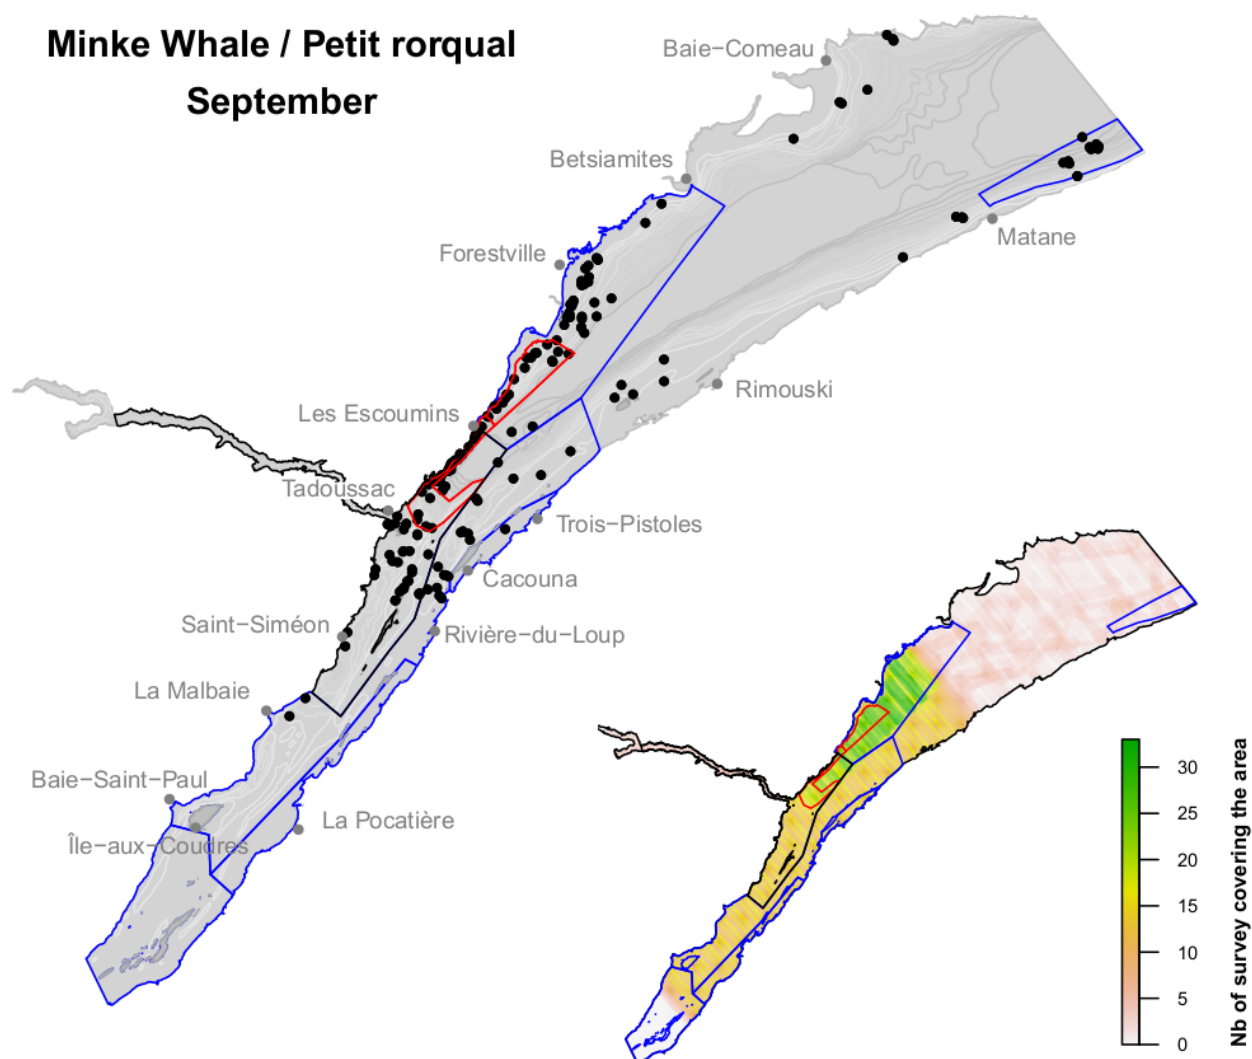 Minke Whale / Petit rorqual
September
Baie−Comeau
Betsiamites
Forestville
Matane
Rimouski
Les Escoumins
Tadoussac
Trois−Pistoles
Cacouna
Saint−Siméon
Rivière−du−Loup
La Malbaie
Baie−Saint−Paul
La Pocatière
Île−aux−Coudres
30
25
20
15
10
5
0
Nb of survey covering the area